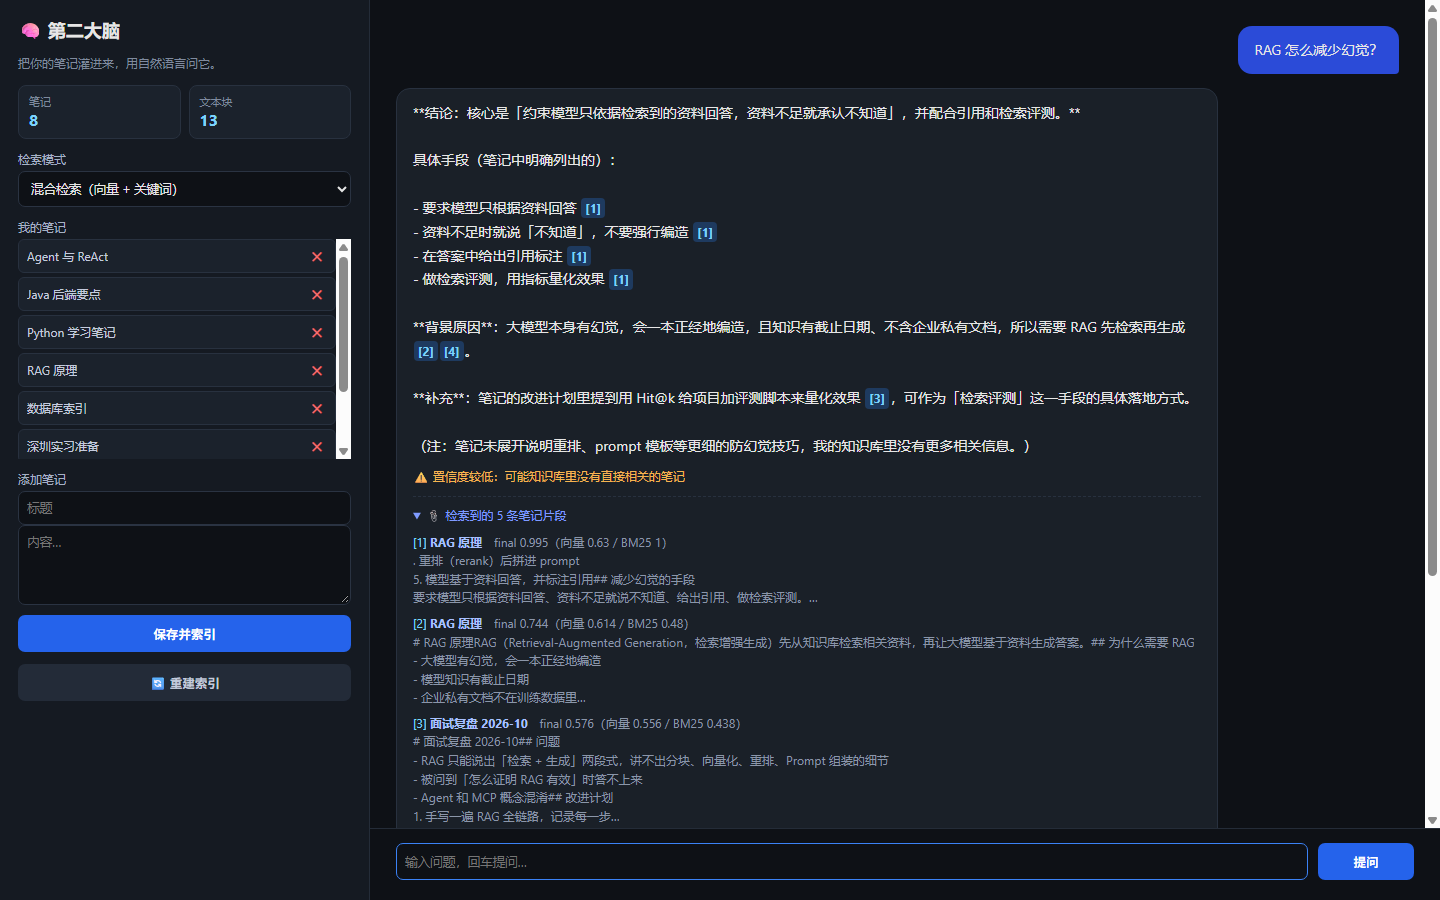 🧠 第二大脑
把你的笔记灌进来，用自然语言问它。
笔记
8
文本块
13
检索模式
混合检索（向量 + 关键词）
我的笔记
Agent 与 ReAct
Java 后端要点
Python 学习笔记
RAG 原理
数据库索引
深圳实习准备
添加笔记
标题
内容...
保存并索引
🔄 重建索引
RAG 怎么减少幻觉？
**结论：核心是「约束模型只依据检索到的资料回答，资料不足就承认不知道」，并配合引用和检索评测。**
具体手段（笔记中明确列出的）：
- 要求模型只根据资料回答 [1]
- 资料不足时就说「不知道」，不要强行编造 [1]
- 在答案中给出引用标注 [1]
- 做检索评测，用指标量化效果 [1]
**背景原因**：大模型本身有幻觉，会一本正经地编造，且知识有截止日期、不含企业私有文档，所以需要 RAG 先检索再生成
[2] [4] 。
**补充**：笔记的改进计划里提到用 Hit@k 给项目加评测脚本来量化效果 [3] ，可作为「检索评测」这一手段的具体落地方式。
（注：笔记未展开说明重排、prompt 模板等更细的防幻觉技巧，我的知识库里没有更多相关信息。）
⚠️ 置信度较低：可能知识库里没有直接相关的笔记
▼ 📎 检索到的 5 条笔记片段
[1] RAG 原理 final 0.995（向量 0.63 / BM25 1）
. 重排（rerank）后拼进 prompt
5. 模型基于资料回答，并标注引用## 减少幻觉的手段
要求模型只根据资料回答、资料不足就说不知道、给出引用、做检索评测。...
[2] RAG 原理 final 0.744（向量 0.614 / BM25 0.48）
# RAG 原理RAG（Retrieval-Augmented Generation，检索增强生成）先从知识库检索相关资料，再让大模型基于资料生成答案。## 为什么需要 RAG
- 大模型有幻觉，会一本正经地编造
- 模型知识有截止日期
- 企业私有文档不在训练数据里...
[3] 面试复盘 2026-10 final 0.576（向量 0.556 / BM25 0.438）
# 面试复盘 2026-10## 问题
- RAG 只能说出「检索 + 生成」两段式，讲不出分块、向量化、重排、Prompt 组装的细节
- 被问到「怎么证明 RAG 有效」时答不上来
- Agent 和 MCP 概念混淆## 改进计划
1. 手写一遍 RAG 全链路，记录每一步...
输入问题，回车提问...
提问